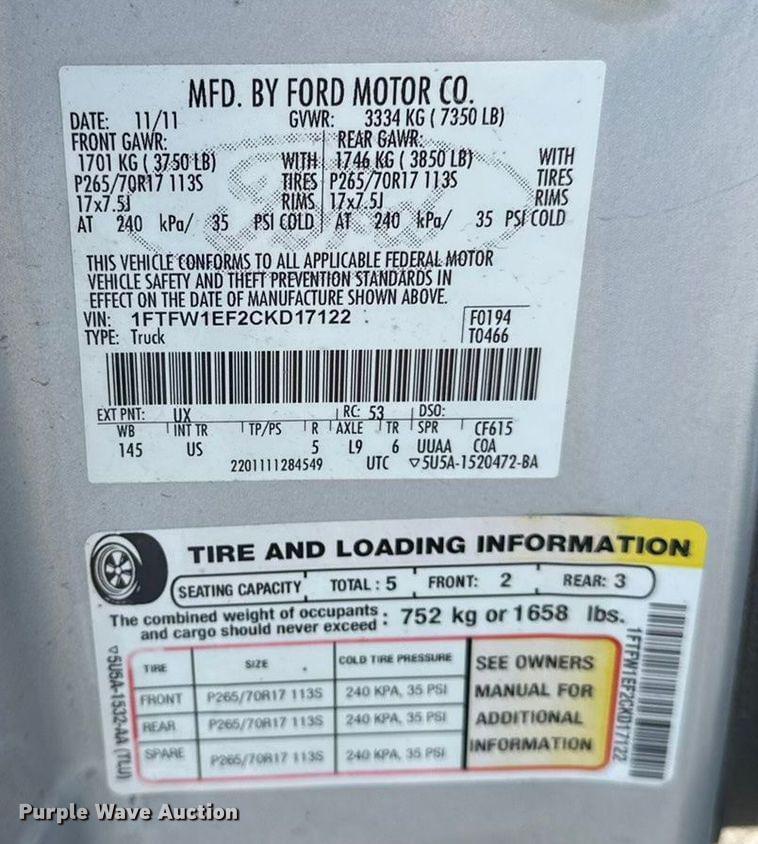 MFD. BY FORD MOTOR CO.
DATE: 11/11 GVWR: 3334 KG ( 7350 LB)
FRONT GAWR: REAR GAWR:
1701 KG ( 3750 LB) WITH 1746 KG ( 3850 LB) WITH
P265/70R17 113S TIRES P265/70R17 113S TIRES
17x7.5J RIMS 17x7.5J RIMS
AT 240 kPa/ 35 PSI COLD AT 240 kPa/ 35 PSI COLD
THIS VEHICLE CONFORMS TO ALL APPLICABLE FEDERAL MOTOR
VEHICLE SAFETY AND THEFT PREVENTION STANDARDS IN
EFFECT ON THE DATE OF MANUFACTURE SHOWN ABOVE.
VIN: 1FTFW1EF2CKD17122 F0194
TYPE: Truck T0466
EXT PNT: UX RC: 53 DSO:
WB INT TR TP/PS R AXLE TR SPR CF615
145 US 5 L9 6 UUAA COA
2201111284549 UTC ▽5U5A-1520472-BA
TIRE AND LOADING INFORMATION
SEATING CAPACITY TOTAL : 5 FRONT: 2 REAR: 3
The combined weight of occupants
and cargo should never exceed : 752 kg or 1658 lbs.
TIRE SIZE COLD TIRE PRESSURE
FRONT P265/70R17 113S 240 KPA, 35 PSI
REAR P265/70R17 113S 240 KPA, 35 PSI
SPARE P265/70R17 113S 240 KPA, 35 PSI
SEE OWNERS
MANUAL FOR
ADDITIONAL
INFORMATION
▽5U5A-1532-AA (TLU)
1FTFW1EF2CKD17122
Purple Wave Auction